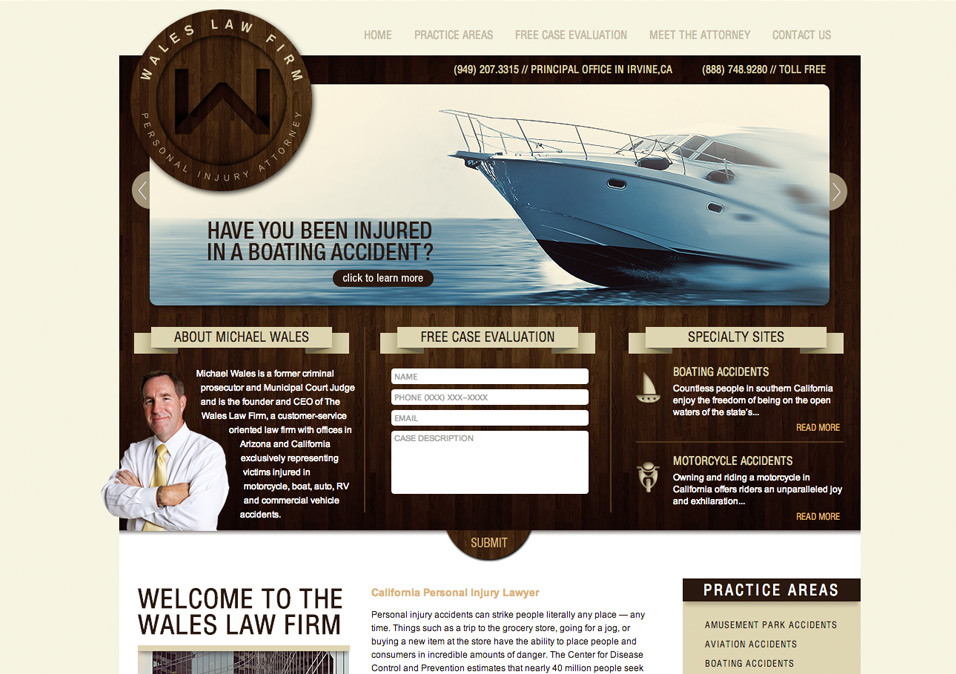 WALES LAW FIRM
W
PERSONAL INJURY ATTORNEY
HOME PRACTICE AREAS FREE CASE EVALUATION MEET THE ATTORNEY CONTACT US
(949) 207.3315 // PRINCIPAL OFFICE IN IRVINE,CA (888) 748.9280 // TOLL FREE
HAVE YOU BEEN INJURED
IN A BOATING ACCIDENT?
click to learn more
ABOUT MICHAEL WALES
Michael Wales is a former criminal
prosecutor and Municipal Court Judge
and is the founder and CEO of The
Wales Law Firm, a customer-service
oriented law firm with offices in
Arizona and California
exclusively representing
victims injured in
motorcycle, boat, auto, RV
and commercial vehicle
accidents.
FREE CASE EVALUATION
NAME
PHONE (XXX) XXX-XXXX
EMAIL
CASE DESCRIPTION
SUBMIT
SPECIALTY SITES
BOATING ACCIDENTS
Countless people in southern California
enjoy the freedom of being on the open
waters of the state's...
READ MORE
MOTORCYCLE ACCIDENTS
Owning and riding a motorcycle in
California offers riders an unparalleled joy
and exhilaration...
READ MORE
WELCOME TO THE
WALES LAW FIRM
California Personal Injury Lawyer
Personal injury accidents can strike people literally any place — any
time. Things such as a trip to the grocery store, going for a jog, or
buying a new item at the store have the ability to place people and
consumers in incredible amounts of danger. The Center for Disease
Control and Prevention estimates that nearly 40 million people seek
PRACTICE AREAS
AMUSEMENT PARK ACCIDENTS
AVIATION ACCIDENTS
BOATING ACCIDENTS